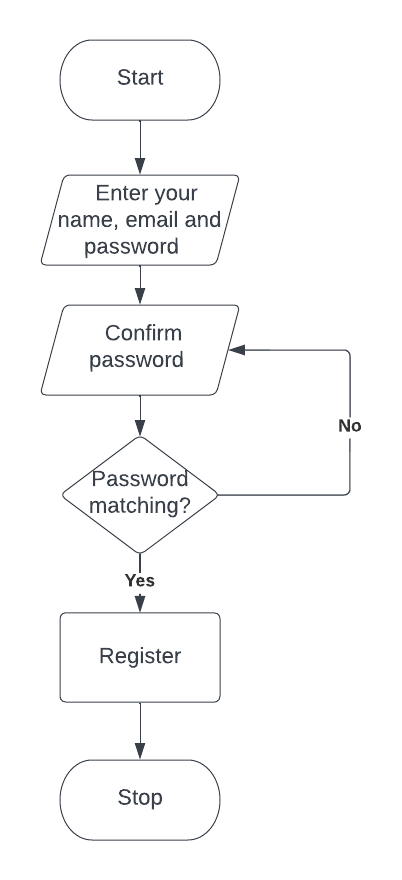 Start
Enter your
name, email and
password
Confirm
password
No
Password
matching?
Yes
Register
Stop